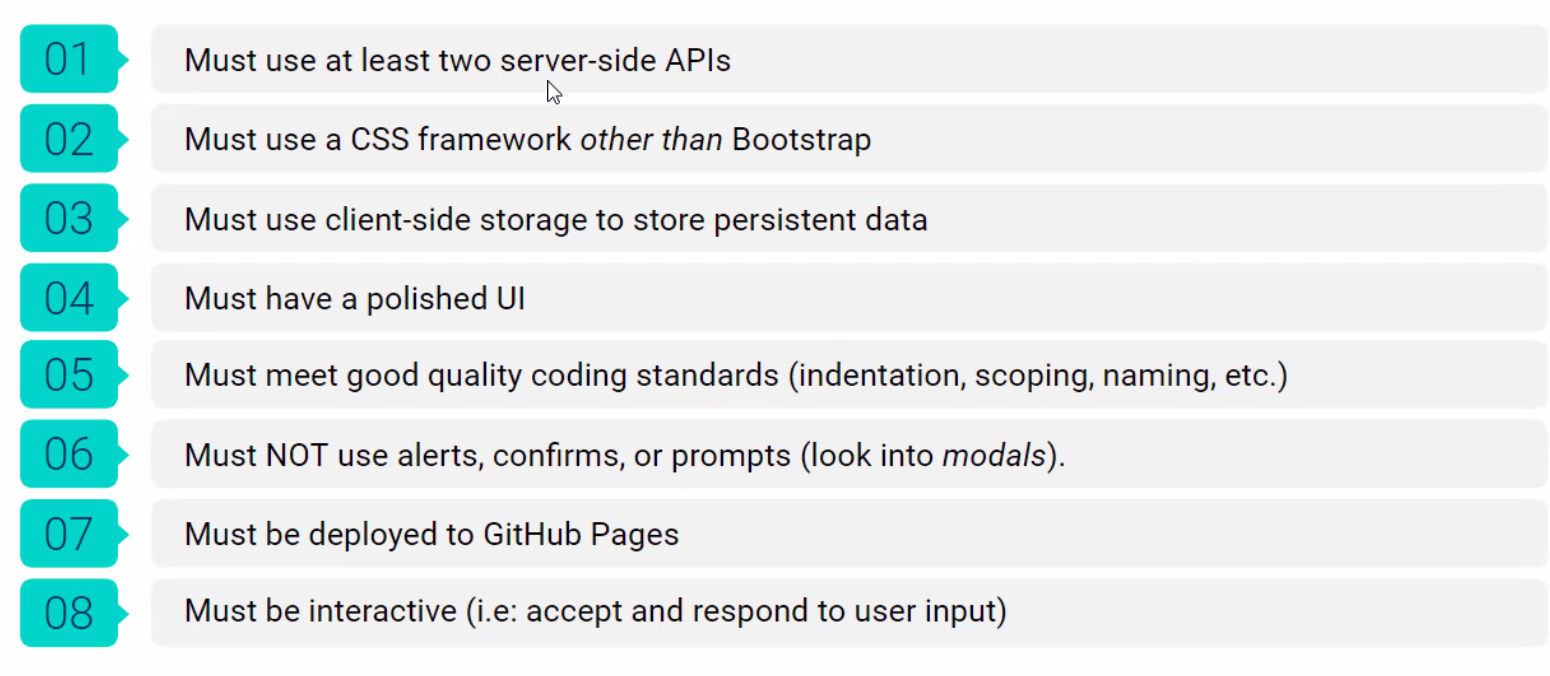 01 Must use at least two server-side APIs
02 Must use a CSS framework other than Bootstrap
03 Must use client-side storage to store persistent data
04 Must have a polished UI
05 Must meet good quality coding standards (indentation, scoping, naming, etc.)
06 Must NOT use alerts, confirms, or prompts (look into modals).
07 Must be deployed to GitHub Pages
08 Must be interactive (i.e: accept and respond to user input)